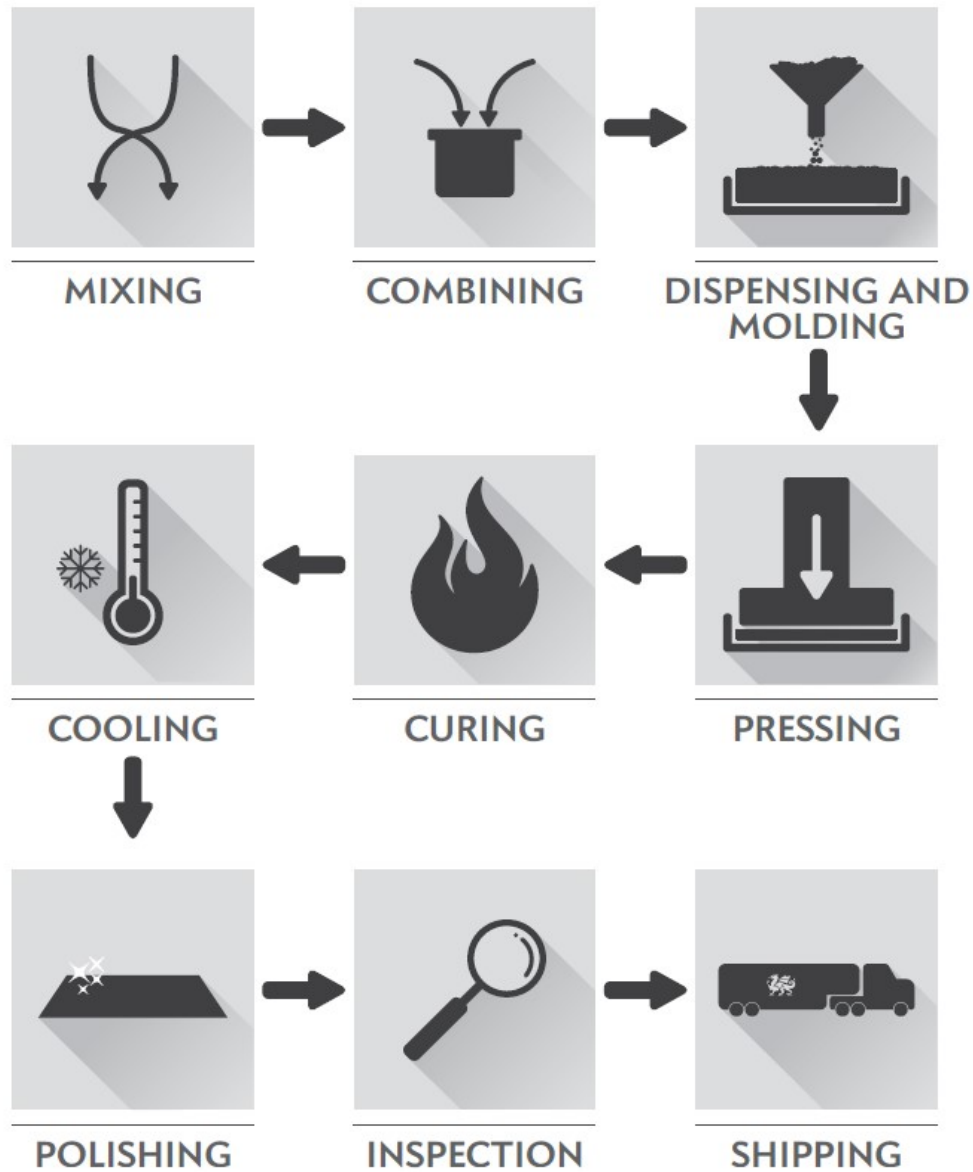 MIXING
COMBINING
DISPENSING AND
MOLDING
COOLING
CURING
PRESSING
POLISHING
INSPECTION
SHIPPING